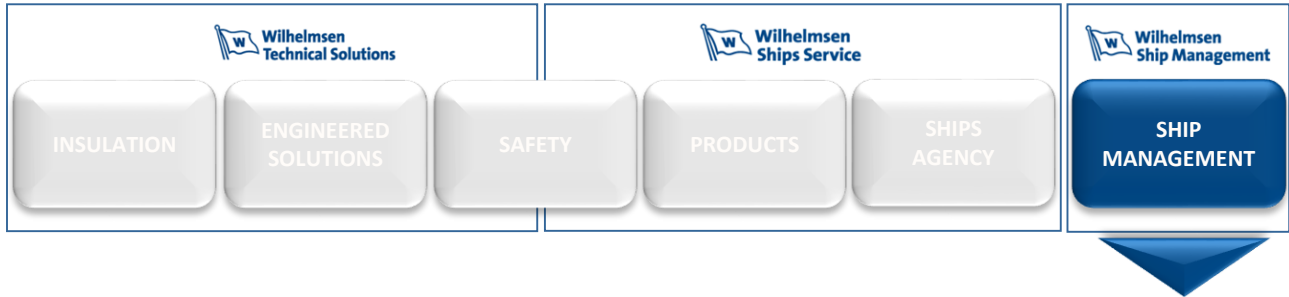 W Wilhelmsen
Technical Solutions
W Wilhelmsen
Ships Service
W Wilhelmsen
Ship Management
INSULATION
ENGINEERED
SOLUTIONS
SAFETY
PRODUCTS
SHIPS
AGENCY
SHIP
MANAGEMENT